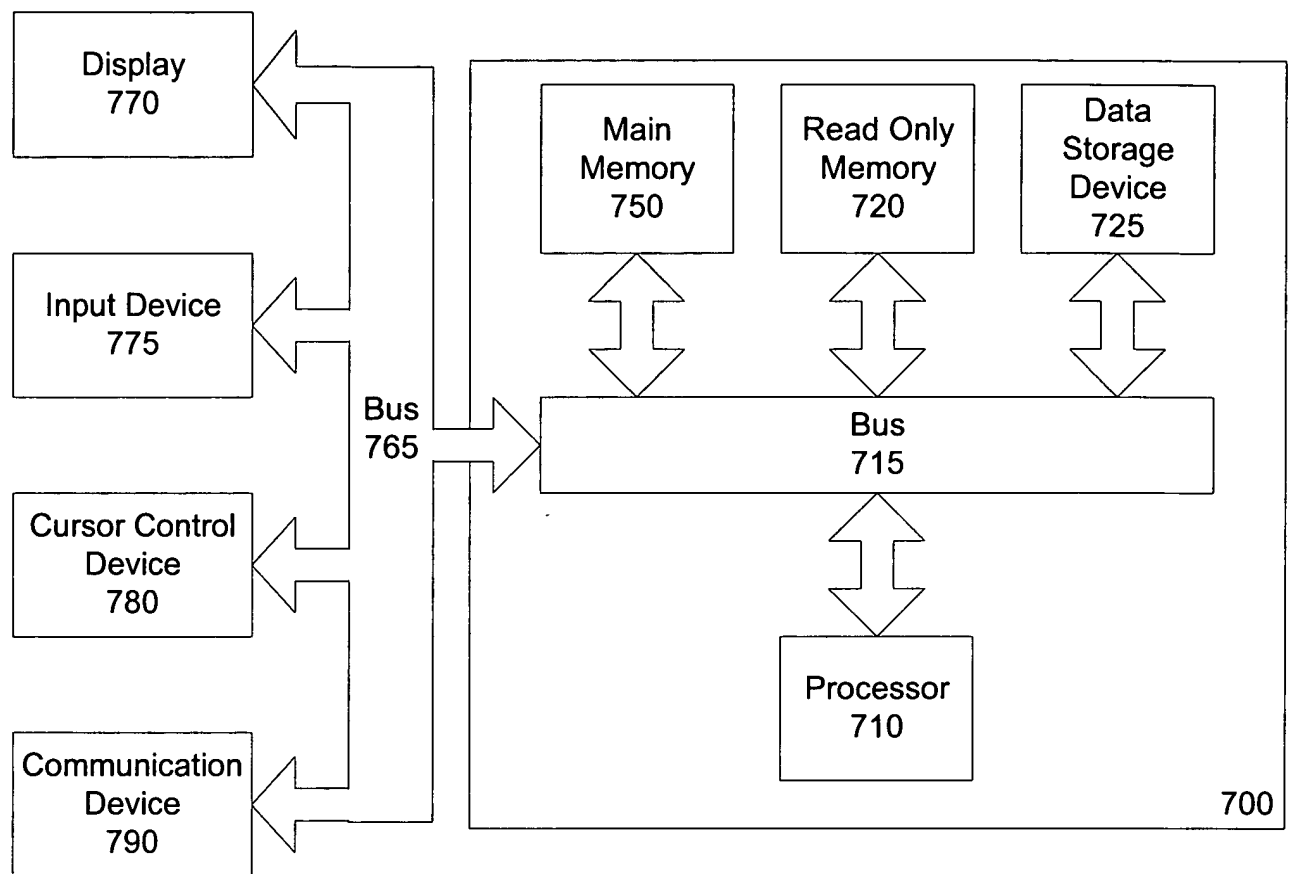 Display
770
Input Device
775
Cursor Control
Device
780
Communication
Device
790
Bus
765
Main
Memory
750
Read Only
Memory
720
Data
Storage
Device
725
Bus
715
Processor
710
700